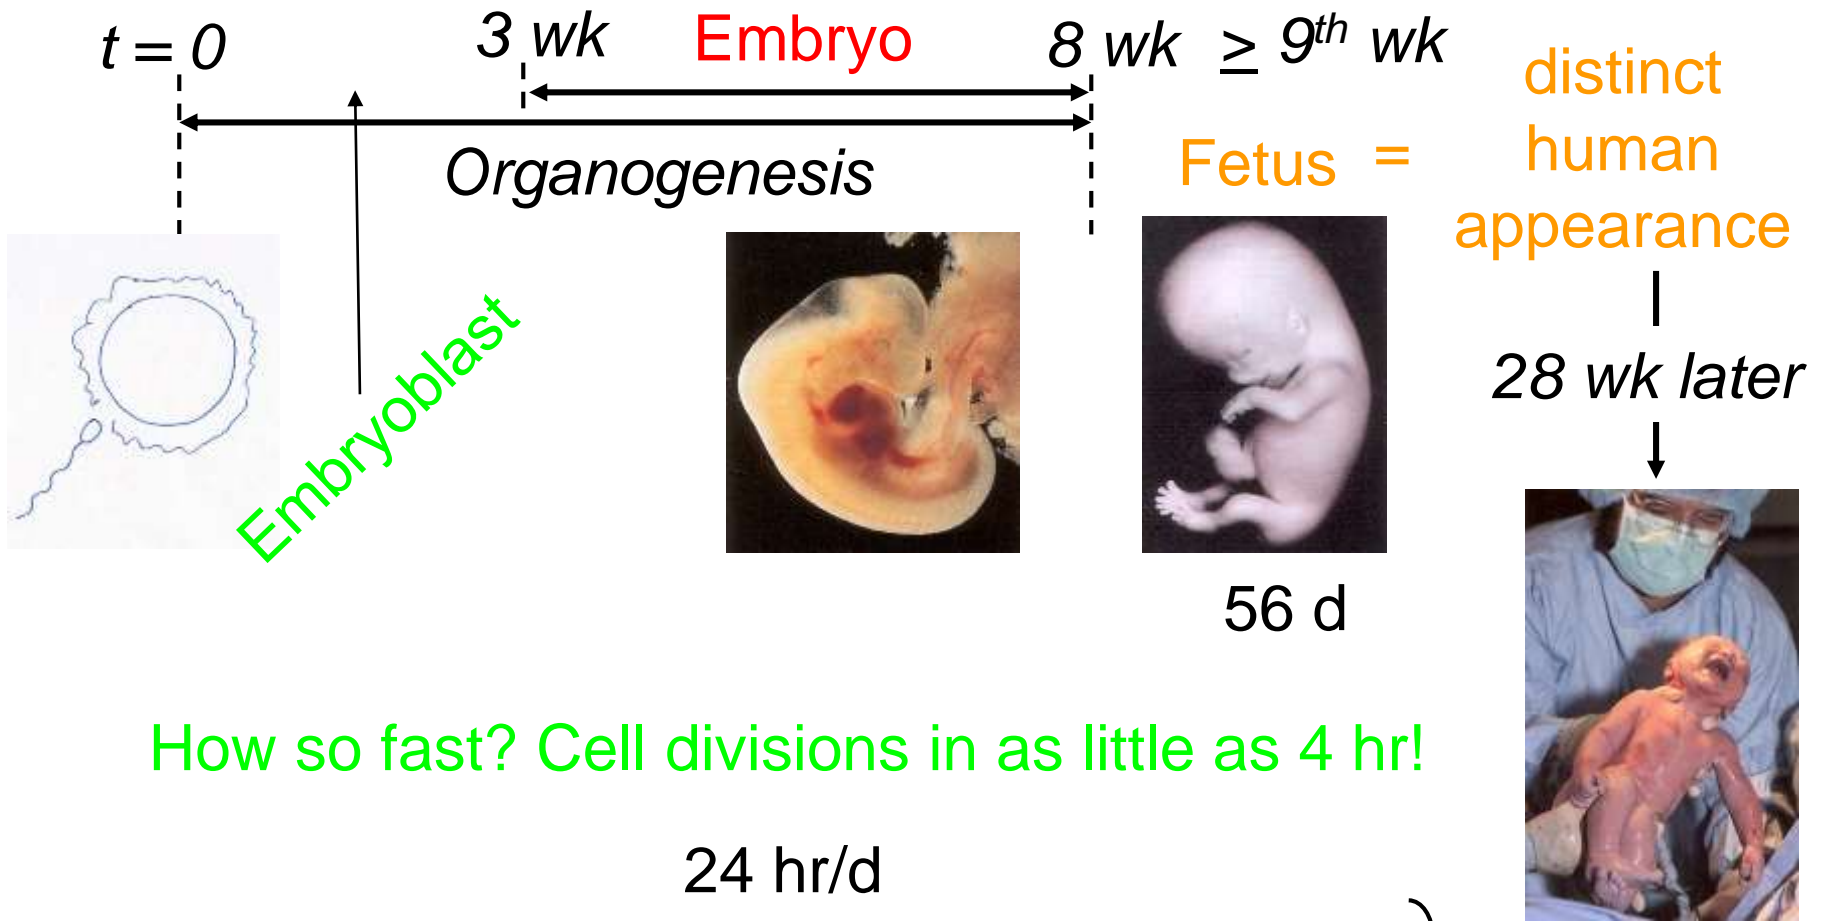 t = 0
3 wk
Embryo
8 wk
≥ 9th wk
Organogenesis
Fetus =
distinct
human
appearance
Embryoblast
28 wk later
56 d
How so fast? Cell divisions in as little as 4 hr!
24 hr/d